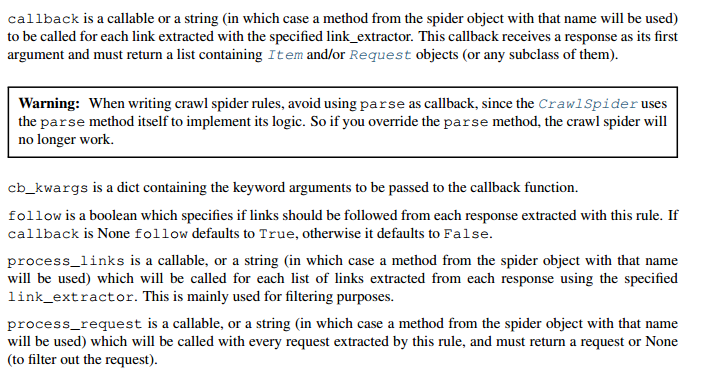 callback is a callable or a string (in which case a method from the spider object with that name will be used)
to be called for each link extracted with the specified link_extractor. This callback receives a response as its first
argument and must return a list containing Item and/or Request objects (or any subclass of them).
Warning: When writing crawl spider rules, avoid using parse as callback, since the CrawlSpider uses
the parse method itself to implement its logic. So if you override the parse method, the crawl spider will
no longer work.
cb_kwargs is a dict containing the keyword arguments to be passed to the callback function.
follow is a boolean which specifies if links should be followed from each response extracted with this rule. If
callback is None follow defaults to True, otherwise it defaults to False.
process_links is a callable, or a string (in which case a method from the spider object with that name
will be used) which will be called for each list of links extracted from each response using the specified
link_extractor. This is mainly used for filtering purposes.
process_request is a callable, or a string (in which case a method from the spider object with that name
will be used) which will be called with every request extracted by this rule, and must return a request or None
(to filter out the request).